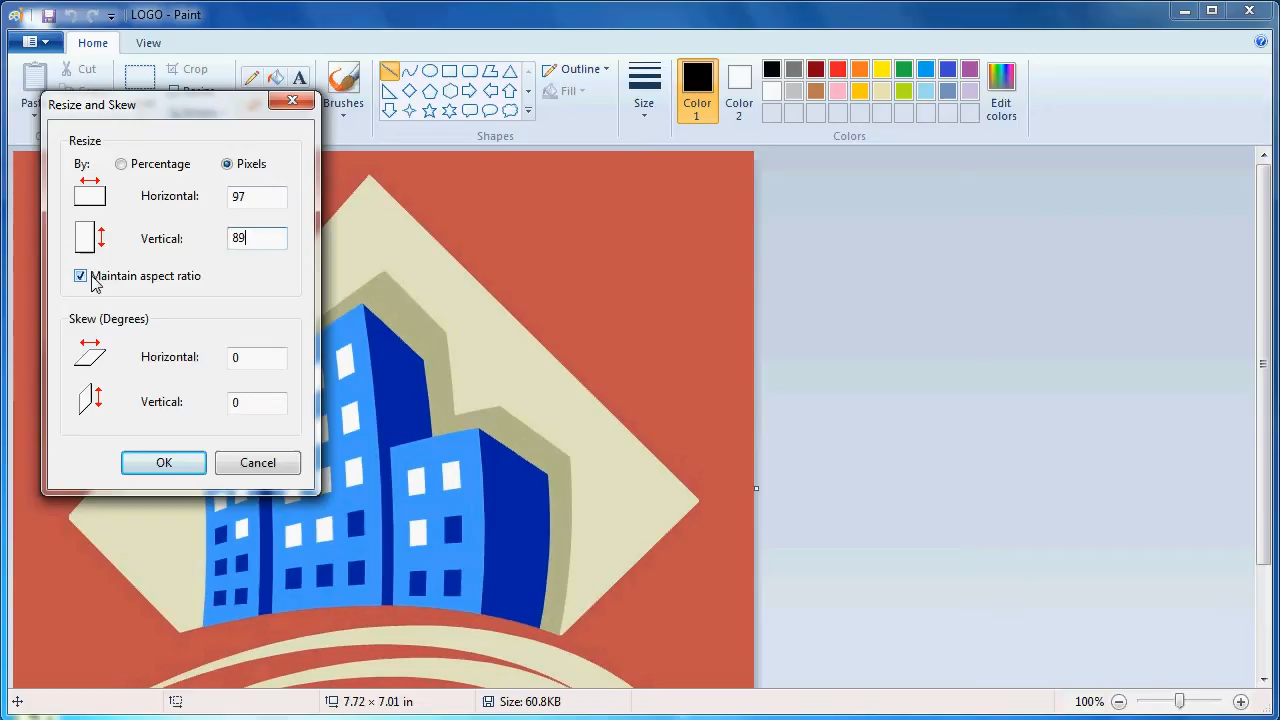 LOGO - Paint
Home
View
Cut
Crop
Paste
Brushes
Outline
Fill
Shapes
Size
Color 1
Color 2
Edit colors
Colors
Resize and Skew
Resize
By:
Percentage
Pixels
Horizontal:
97
Vertical:
89
Maintain aspect ratio
Skew (Degrees)
Horizontal:
0
Vertical:
0
OK
Cancel
7.72 × 7.01 in
Size: 60.8KB
100%